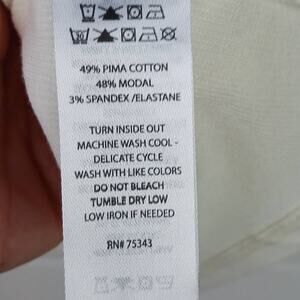 49% PIMA COTTON
48% MODAL
3% SPANDEX /ELASTANE
TURN INSIDE OUT
MACHINE WASH COOL -
DELICATE CYCLE
WASH WITH LIKE COLORS
DO NOT BLEACH
TUMBLE DRY LOW
LOW IRON IF NEEDED
RN# 75343